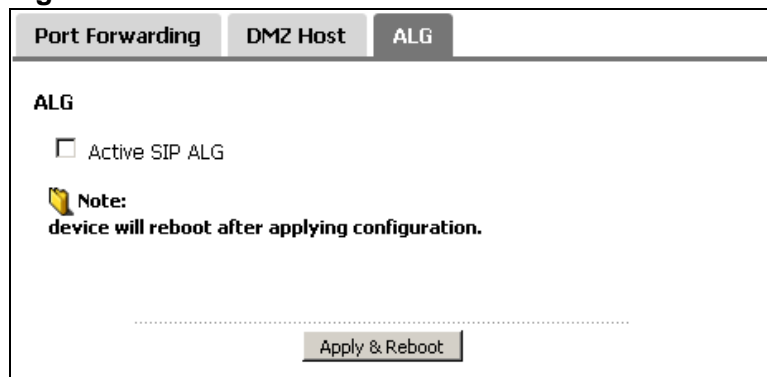 Port Forwarding DMZ Host ALG
ALG
Active SIP ALG
Note:
device will reboot after applying configuration.
Apply & Reboot